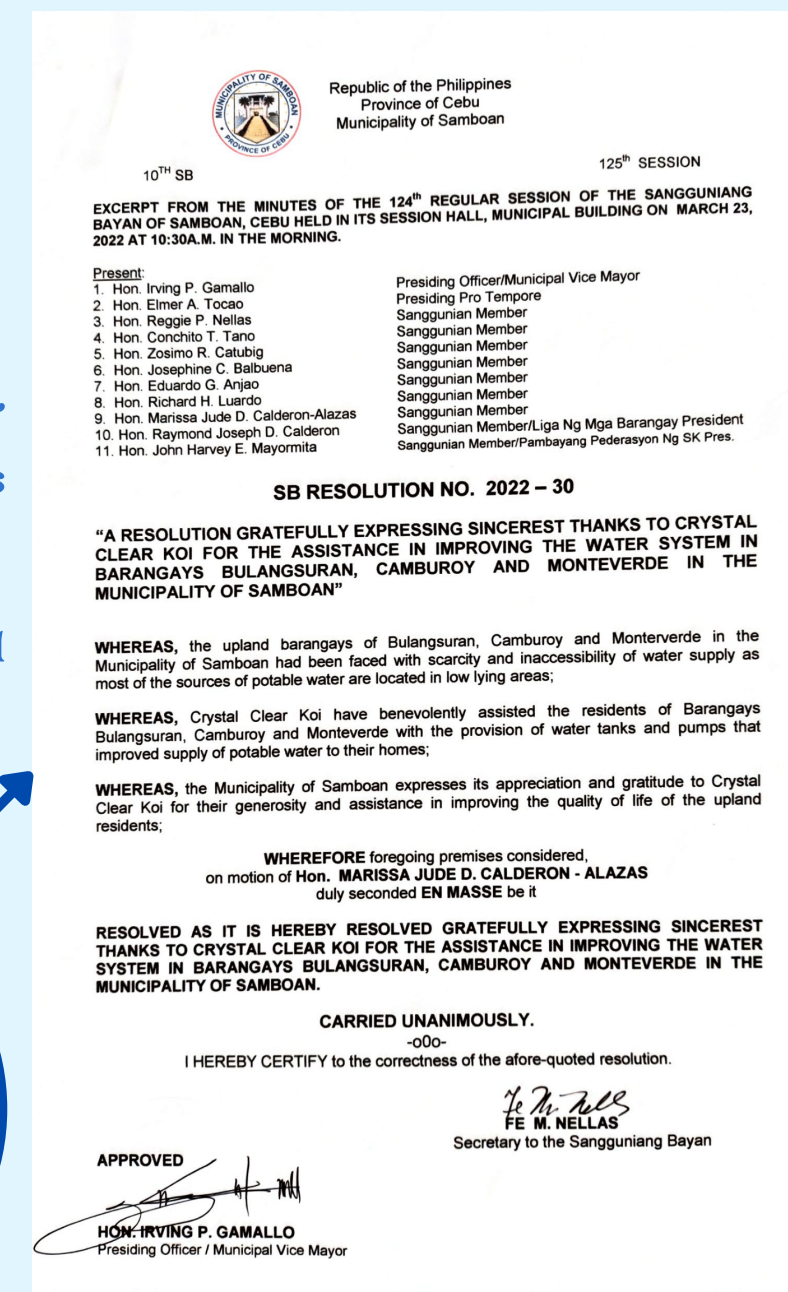 MUNICIPALITY OF SAMBOAN
PROVINCE OF CEBU
Republic of the Philippines
Province of Cebu
Municipality of Samboan
10TH SB
125th SESSION
EXCERPT FROM THE MINUTES OF THE 124th REGULAR SESSION OF THE SANGGUNIANG
BAYAN OF SAMBOAN, CEBU HELD IN ITS SESSION HALL, MUNICIPAL BUILDING ON MARCH 23,
2022 AT 10:30A.M. IN THE MORNING.
Present:
1. Hon. Irving P. Gamallo Presiding Officer/Municipal Vice Mayor
2. Hon. Elmer A. Tocao Presiding Pro Tempore
3. Hon. Reggie P. Nellas Sanggunian Member
4. Hon. Conchito T. Tano Sanggunian Member
5. Hon. Zosimo R. Catubig Sanggunian Member
6. Hon. Josephine C. Balbuena Sanggunian Member
7. Hon. Eduardo G. Anjao Sanggunian Member
8. Hon. Richard H. Luardo Sanggunian Member
9. Hon. Marissa Jude D. Calderon-Alazas Sanggunian Member
10. Hon. Raymond Joseph D. Calderon Sanggunian Member/Liga Ng Mga Barangay President
11. Hon. John Harvey E. Mayormita Sanggunian Member/Pambayang Pederasyon Ng SK Pres.
SB RESOLUTION NO. 2022 – 30
“A RESOLUTION GRATEFULLY EXPRESSING SINCEREST THANKS TO CRYSTAL
CLEAR KOI FOR THE ASSISTANCE IN IMPROVING THE WATER SYSTEM IN
BARANGAYS BULANGSURAN, CAMBUROY AND MONTEVERDE IN THE
MUNICIPALITY OF SAMBOAN”
WHEREAS, the upland barangays of Bulangsuran, Camburoy and Monterverde in the
Municipality of Samboan had been faced with scarcity and inaccessibility of water supply as
most of the sources of potable water are located in low lying areas;
WHEREAS, Crystal Clear Koi have benevolently assisted the residents of Barangays
Bulangsuran, Camburoy and Monteverde with the provision of water tanks and pumps that
improved supply of potable water to their homes;
WHEREAS, the Municipality of Samboan expresses its appreciation and gratitude to Crystal
Clear Koi for their generosity and assistance in improving the quality of life of the upland
residents;
WHEREFORE foregoing premises considered,
on motion of Hon. MARISSA JUDE D. CALDERON - ALAZAS
duly seconded EN MASSE be it
RESOLVED AS IT IS HEREBY RESOLVED GRATEFULLY EXPRESSING SINCEREST
THANKS TO CRYSTAL CLEAR KOI FOR THE ASSISTANCE IN IMPROVING THE WATER
SYSTEM IN BARANGAYS BULANGSURAN, CAMBUROY AND MONTEVERDE IN THE
MUNICIPALITY OF SAMBOAN.
CARRIED UNANIMOUSLY.
-o0o-
I HEREBY CERTIFY to the correctness of the afore-quoted resolution.
Fe M. Nellas
FE M. NELLAS
Secretary to the Sangguniang Bayan
APPROVED
HON. IRVING P. GAMALLO
Presiding Officer / Municipal Vice Mayor